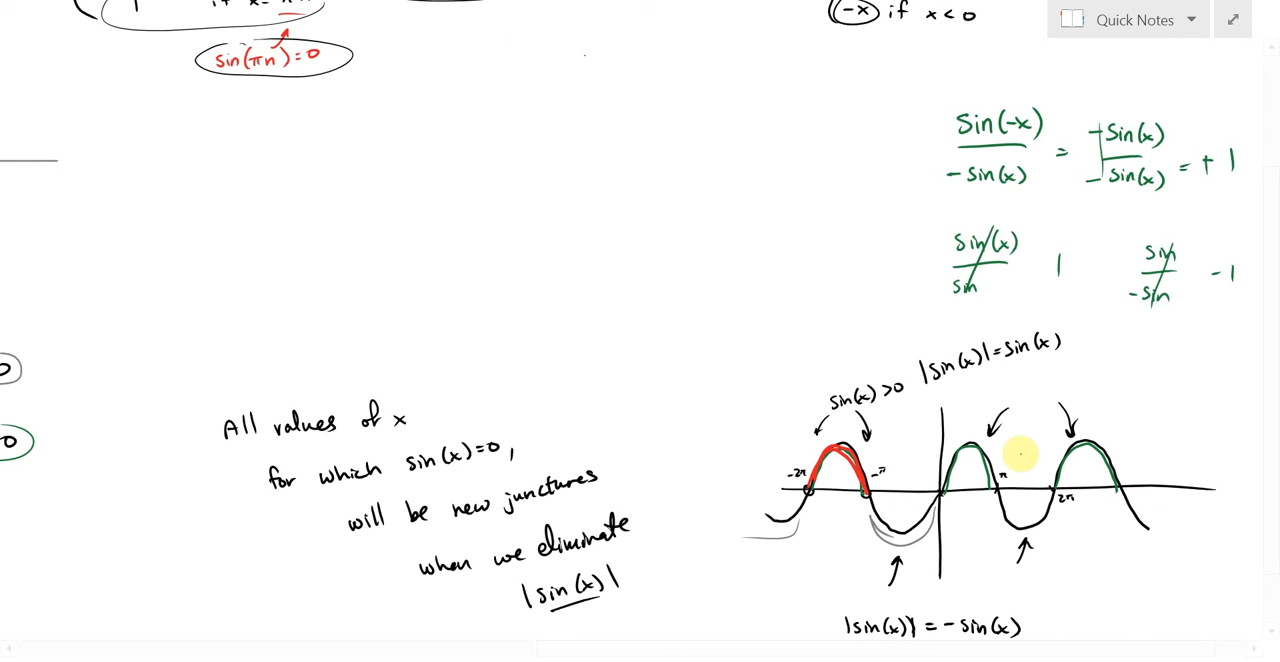 -x if x < 0
Quick Notes
sin(πn) = 0
sin(-x) / -sin(x) = -sin(x) / -sin(x) = + 1
sin(x) / sin 1 sin / -sin -1
sin(x) > 0 |sin(x)| = sin(x)
All values of x
for which sin(x) = 0,
will be new junctures
when we eliminate
|sin(x)|
-2π -π π 2π
|sin(x)| = - sin(x)